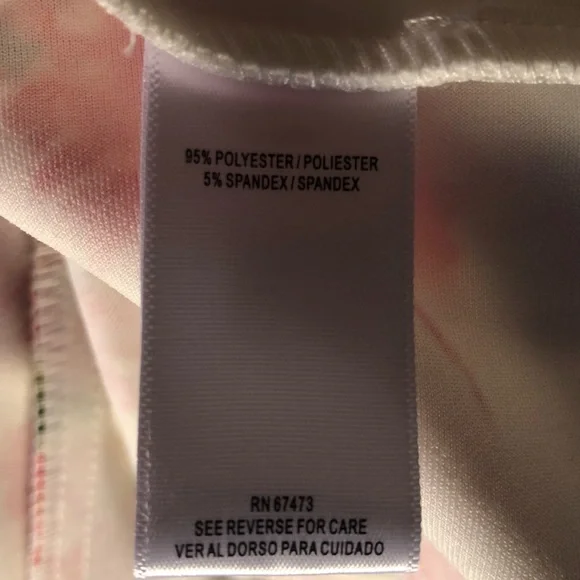 95% POLYESTER / POLIESTER
5% SPANDEX / SPANDEX
RN 67473
SEE REVERSE FOR CARE
VER AL DORSO PARA CUIDADO